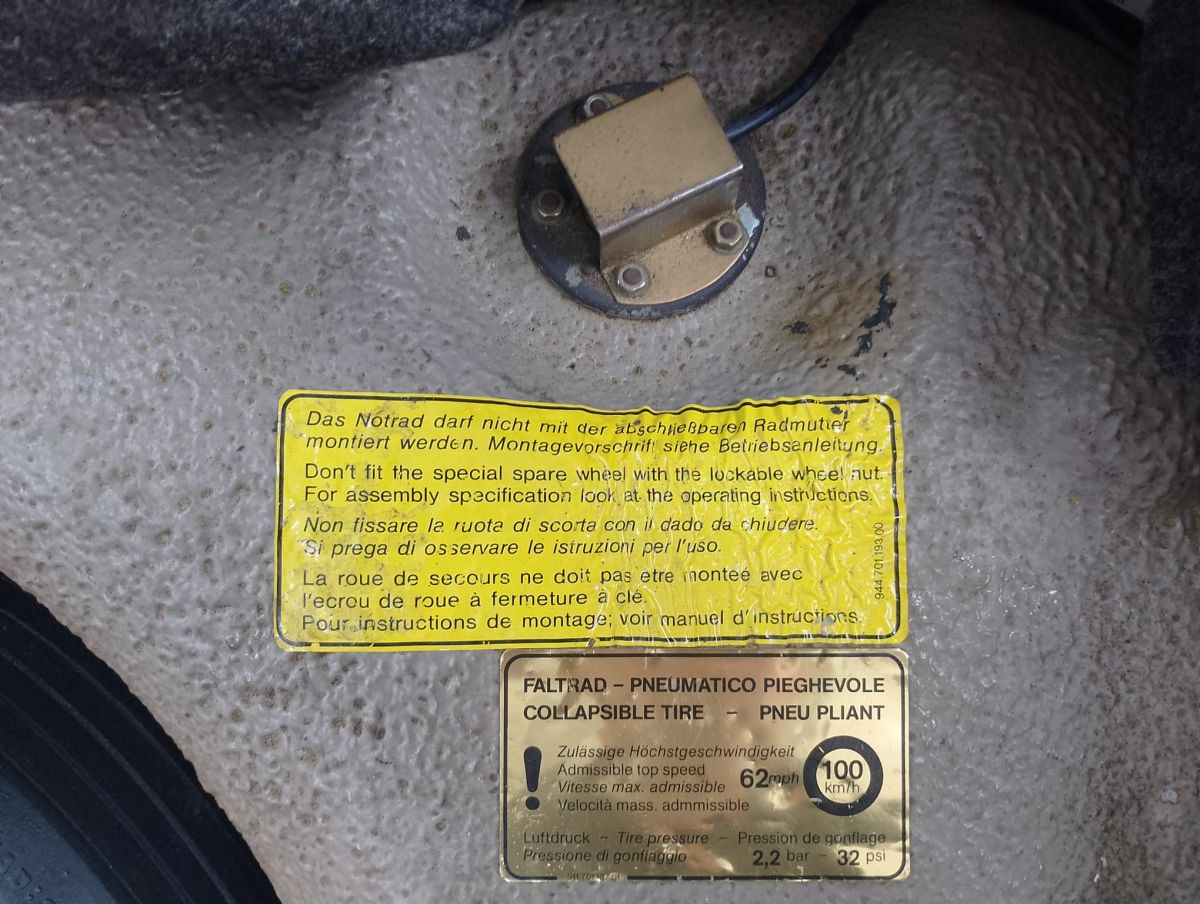 Das Notrad darf nicht mit der abschließbaren Radmutter
montiert werden. Montagevorschrift siehe Betriebsanleitung.
Don't fit the special spare wheel with the lockable wheel nut.
For assembly specification look at the operating instructions.
Non fissare la ruota di scorta con il dado da chiudere.
Si prega di osservare le istruzioni per l'uso.
La roue de secours ne doit pas etre monteé avec
l'ecrou de roue à fermeture à clé.
Pour instructions de montage, voir manuel d'instructions.
944.701.193.00
FALTRAD – PNEUMATICO PIEGHEVOLE
COLLAPSIBLE TIRE – PNEU PLIANT
!
Zulässige Höchstgeschwindigkeit
Admissible top speed
Vitesse max. admissible
Velocità mass. admmissible
62 mph
100
km/h
Luftdruck – Tire pressure – Pression de gonflage
Pressione di gonfiaggio 2,2 bar – 32 psi